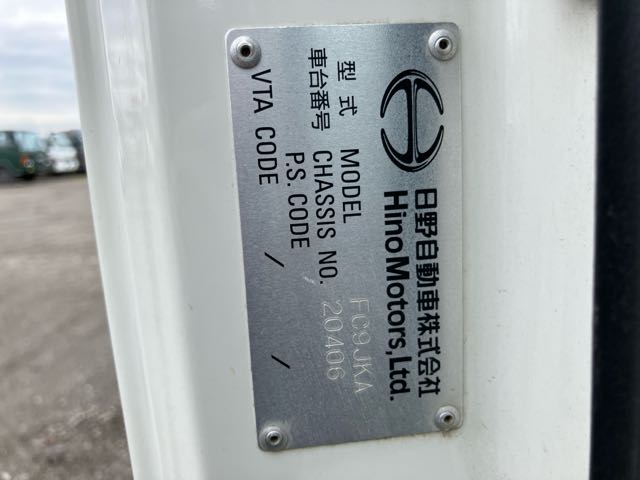 日野自動車株式会社
Hino Motors, Ltd.
型式 MODEL FC9JKA
車台番号 CHASSIS NO. 20406
P.S. CODE /
VTA CODE /